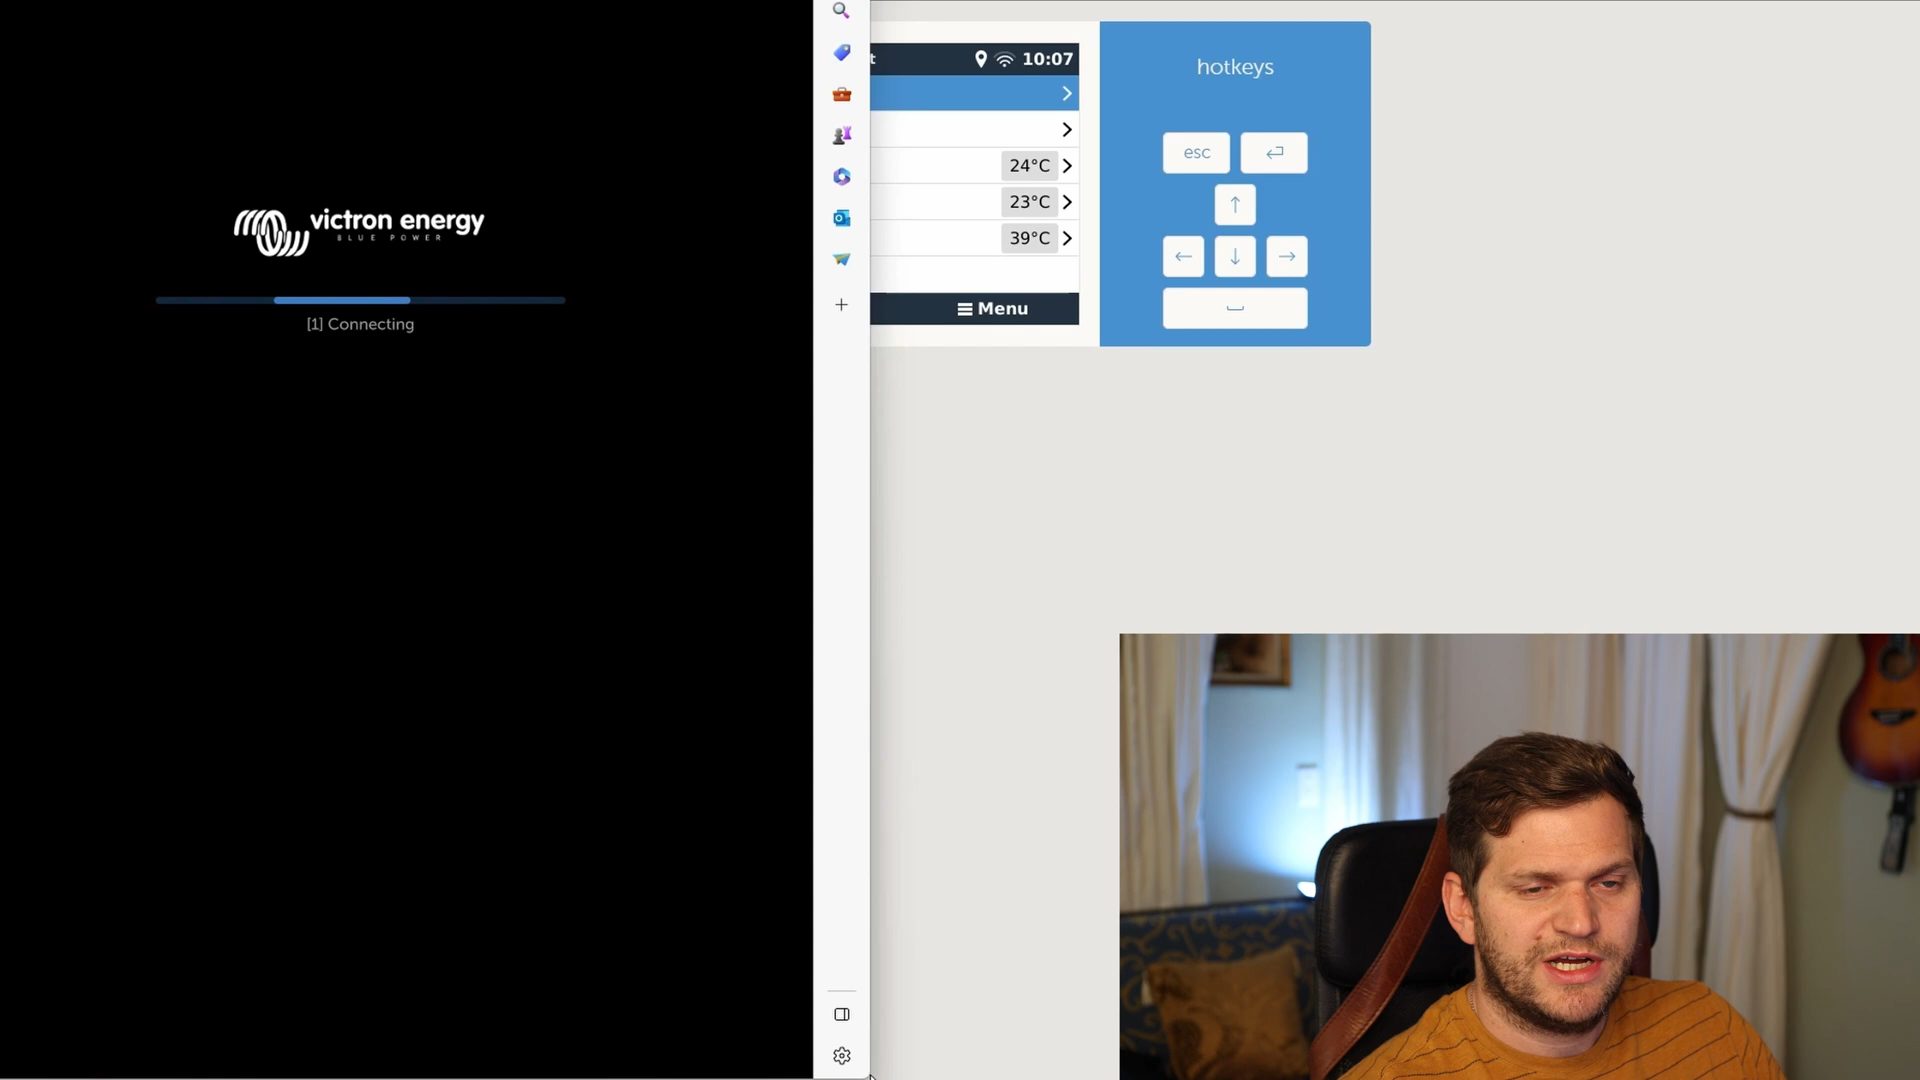 victron energy
BLUE POWER
[1] Connecting
t
10:07
24°C
23°C
39°C
Menu
hotkeys
esc